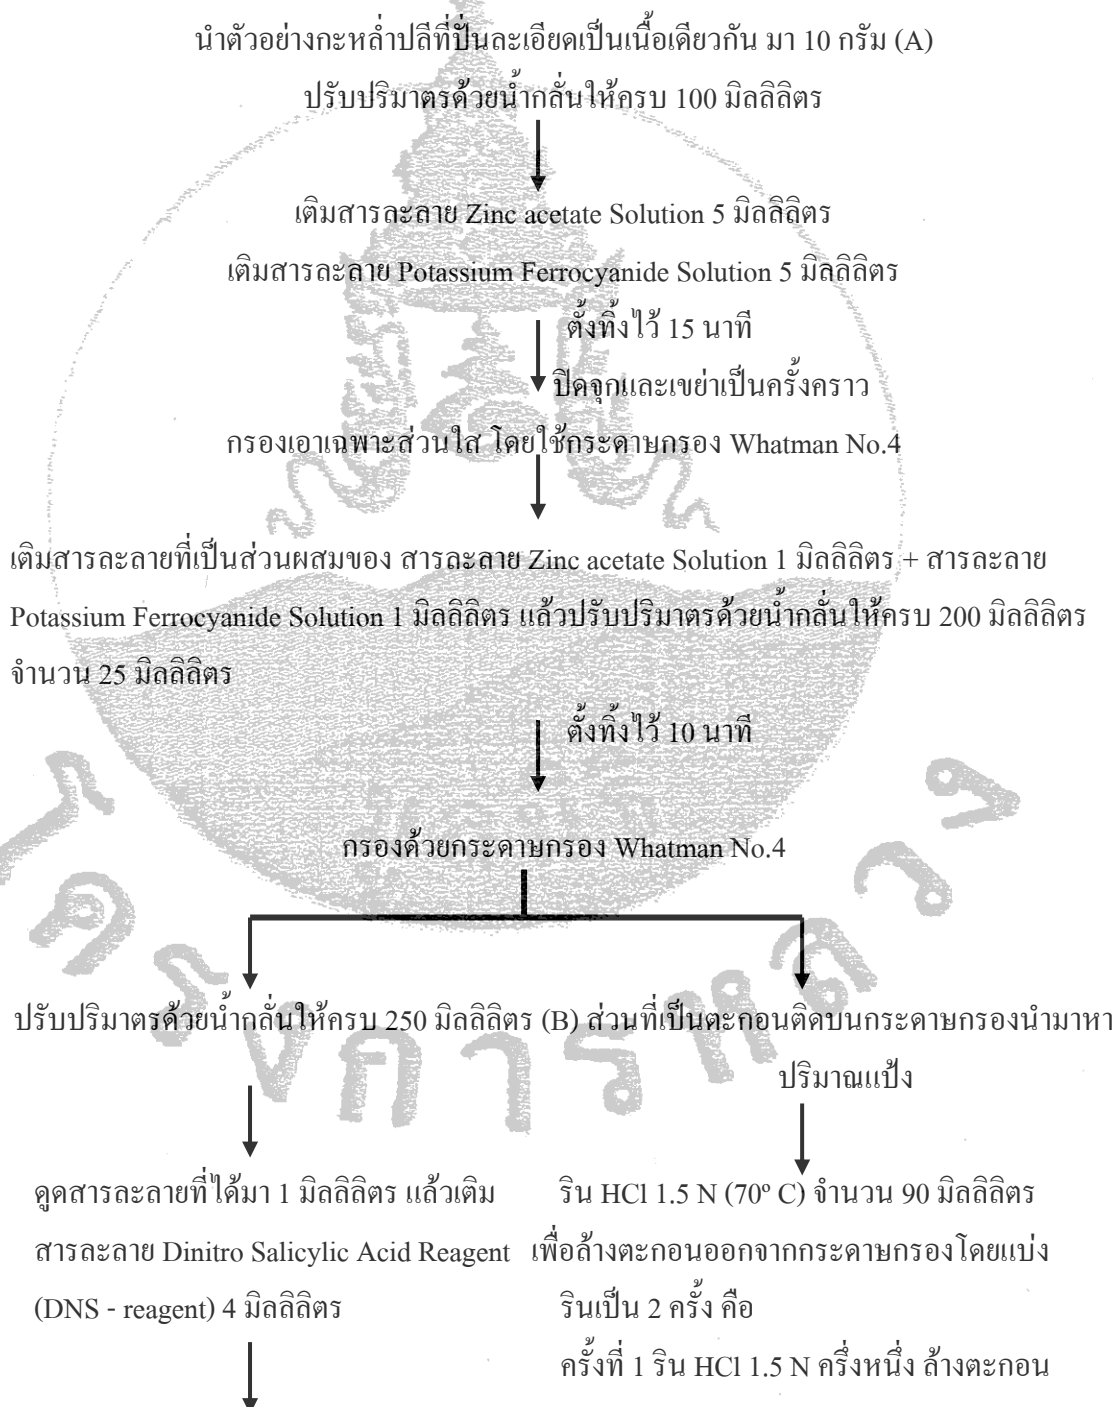 นำตัวอย่างกะหล่ำปลีที่ปั่นละเอียดเป็นเนื้อเดียวกัน มา 10 กรัม (A)
ปรับปริมาตรด้วยน้ำกลั่นให้ครบ 100 มิลลิลิตร
เติมสารละลาย Zinc acetate Solution 5 มิลลิลิตร
เติมสารละลาย Potassium Ferrocyanide Solution 5 มิลลิลิตร
ตั้งทิ้งไว้ 15 นาที
ปิดจุกและเขย่าเป็นครั้งคราว
กรองเอาเฉพาะส่วนใส โดยใช้กระดาษกรอง Whatman No.4
เติมสารละลายที่เป็นส่วนผสมของ สารละลาย Zinc acetate Solution 1 มิลลิลิตร + สารละลาย
Potassium Ferrocyanide Solution 1 มิลลิลิตร แล้วปรับปริมาตรด้วยน้ำกลั่นให้ครบ 200 มิลลิลิตร
จำนวน 25 มิลลิลิตร
ตั้งทิ้งไว้ 10 นาที
กรองด้วยกระดาษกรอง Whatman No.4
ปรับปริมาตรด้วยน้ำกลั่นให้ครบ 250 มิลลิลิตร (B)
ดูดสารละลายที่ได้มา 1 มิลลิลิตร แล้วเติม
สารละลาย Dinitro Salicylic Acid Reagent
(DNS - reagent) 4 มิลลิลิตร
ส่วนที่เป็นตะกอนติดบนกระดาษกรองนำมาหา
ปริมาณแป้ง
ริน HCl 1.5 N (70º C) จำนวน 90 มิลลิลิตร
เพื่อล้างตะกอนออกจากกระดาษกรองโดยแบ่ง
รินเป็น 2 ครั้ง คือ
ครั้งที่ 1 ริน HCl 1.5 N ครึ่งหนึ่ง ล้างตะกอน
โครงการหลวง